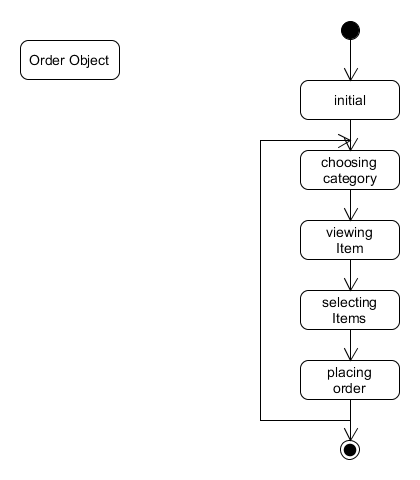 Order Object
initial
choosing
category
viewing
Item
selecting
Items
placing
order